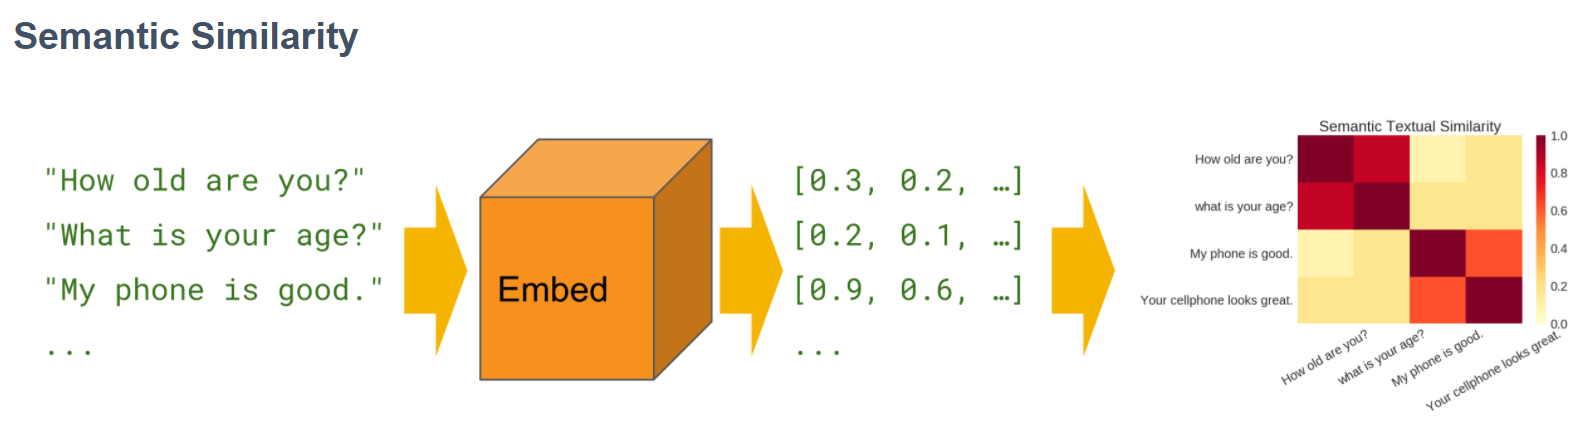 Semantic Similarity
"How old are you?"
"What is your age?"
"My phone is good."
...
Embed
[0.3, 0.2, …]
[0.2, 0.1, …]
[0.9, 0.6, …]
...
Semantic Textual Similarity
How old are you?
what is your age?
My phone is good.
Your cellphone looks great.
How old are you?
what is your age?
My phone is good.
Your cellphone looks great.
1.0
0.8
0.6
0.4
0.2
0.0